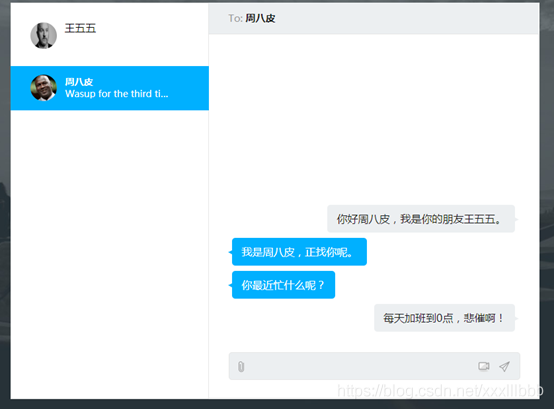 王五五
周八皮
Wasup for the third ti...
To: 周八皮
你好周八皮，我是你的朋友王五五。
我是周八皮，正找你呢。
你最近忙什么呢？
每天加班到0点，悲催啊！
https://blog.csdn.net/xxxlllbbb